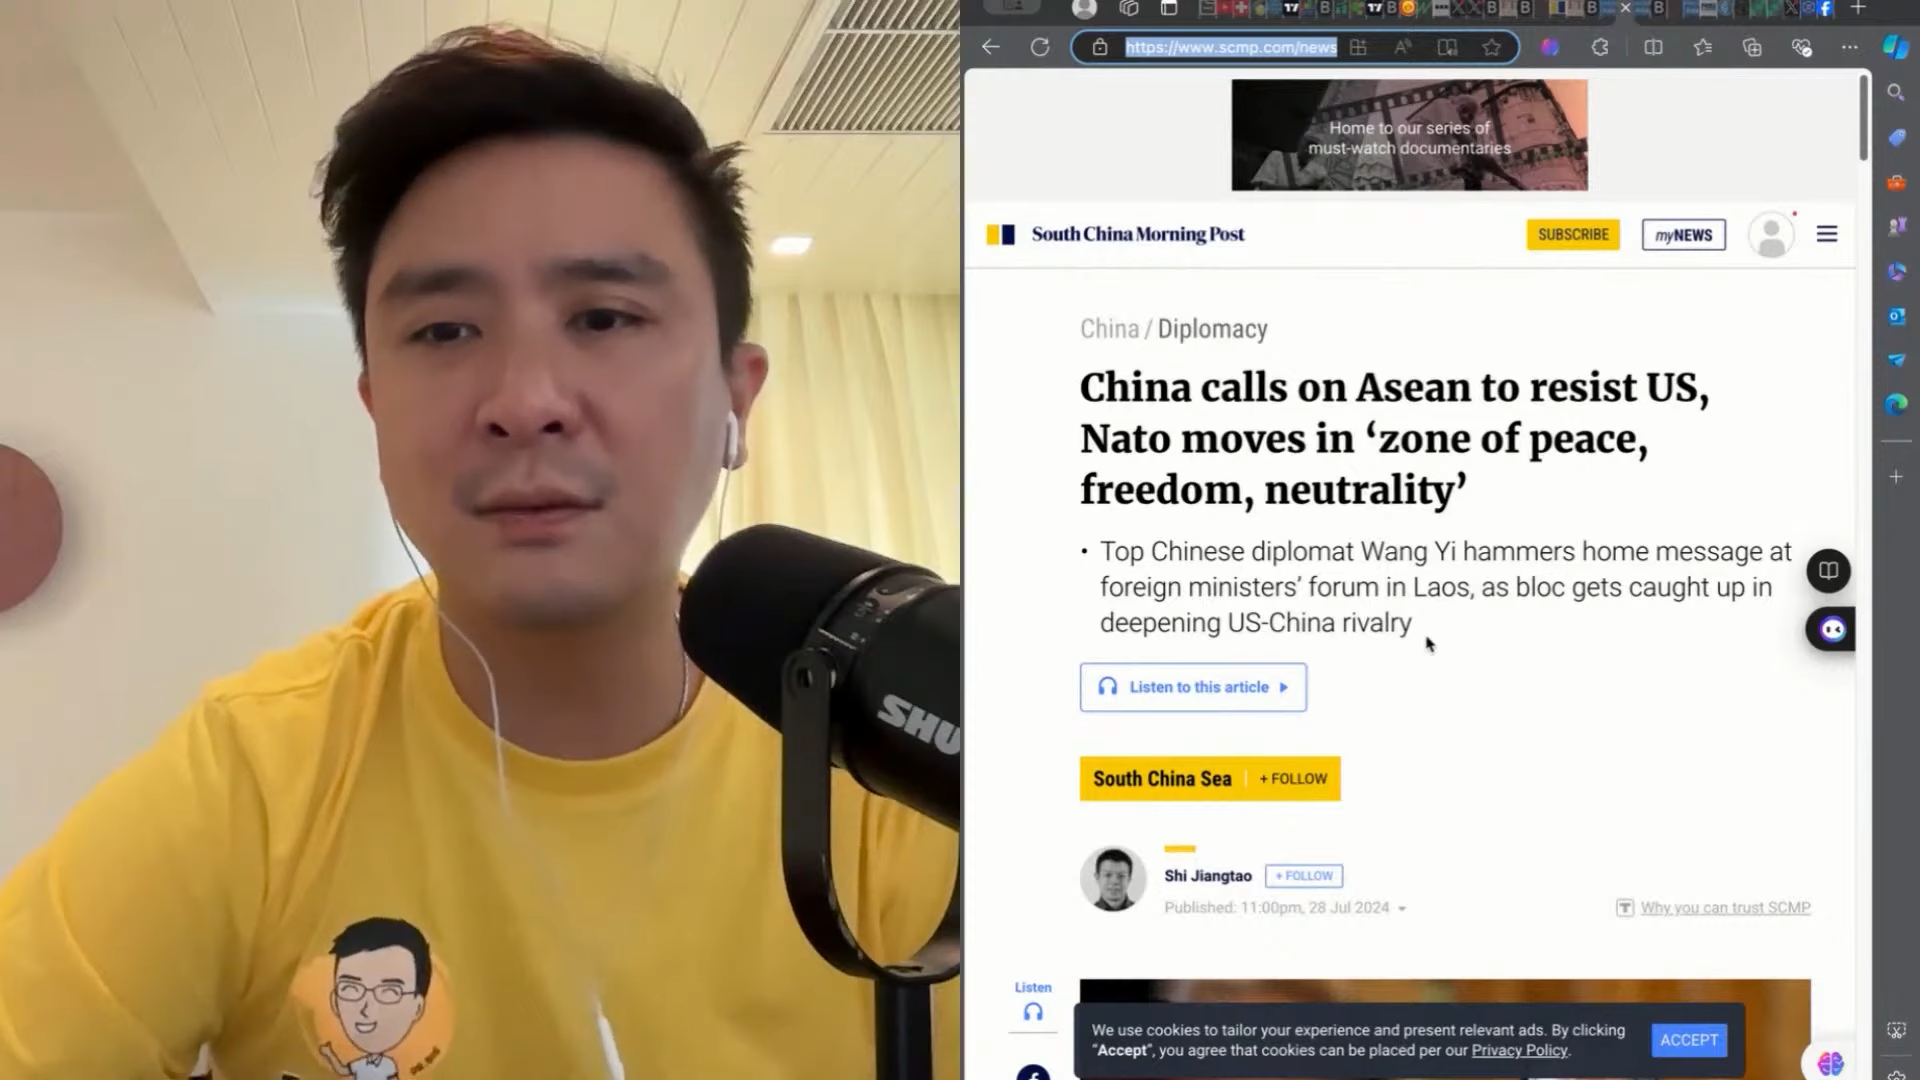 https://www.scmp.com/news
Home to our series of
must-watch documentaries
South China Morning Post
SUBSCRIBE
myNEWS
China / Diplomacy
China calls on Asean to resist US,
Nato moves in ‘zone of peace,
freedom, neutrality’
• Top Chinese diplomat Wang Yi hammers home message at
foreign ministers’ forum in Laos, as bloc gets caught up in
deepening US-China rivalry
Listen to this article
South China Sea
+ FOLLOW
Shi Jiangtao
+ FOLLOW
Published: 11:00pm, 28 Jul 2024
Why you can trust SCMP
Listen
We use cookies to tailor your experience and present relevant ads. By clicking
“Accept”, you agree that cookies can be placed per our Privacy Policy.
ACCEPT
SHU